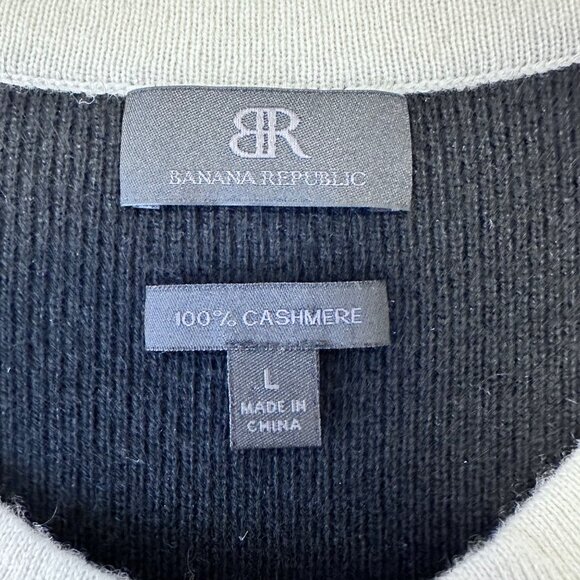 BR
BANANA REPUBLIC
100% CASHMERE
L
MADE IN
CHINA